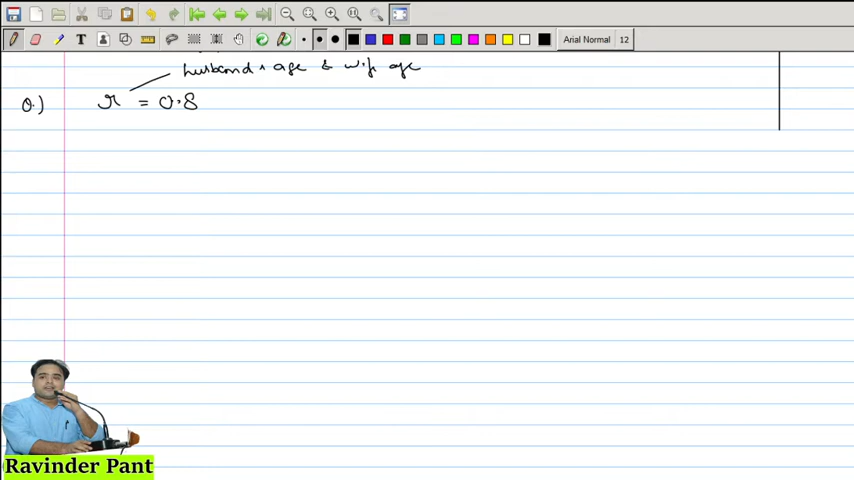 Arial Normal 12
husband's age & wife age
Q.) r = 0.8
Ravinder Pant